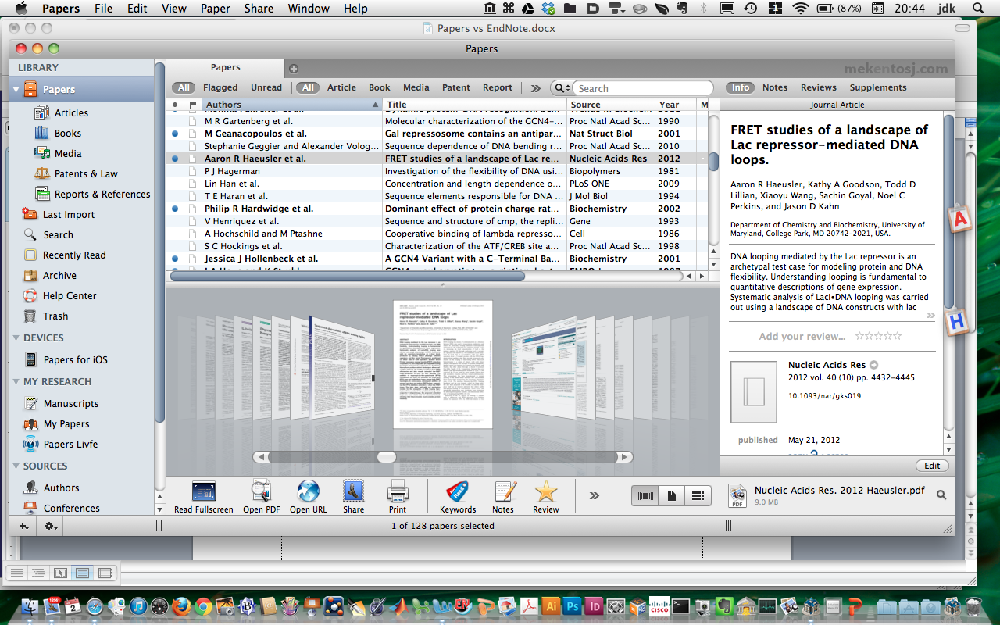 Papers File Edit View Paper Share Window Help (87%) 20:44 jdk
Papers vs EndNote.docx
Papers
LIBRARY
Papers
Articles
Books
Media
Patents & Law
Reports & References
Last Import
Search
Recently Read
Archive
Help Center
Trash
DEVICES
Papers for iOS
MY RESEARCH
Manuscripts
My Papers
Papers Livfe
SOURCES
Authors
Conferences
Papers
mekentosj.com
All Flagged Unread All Article Book Media Patent Report Search
Authors Title Source Year M
M R Gartenberg et al. Molecular characterization of the GCN4-... Proc Natl Acad Sc... 1990
M Geanacopoulos et al. Gal repressosome contains an antipar... Nat Struct Biol 2001
Stephanie Geggier and Alexander Volog... Sequence dependence of DNA bending r... Proc Natl Acad Sc... 2010
Aaron R Haeusler et al. FRET studies of a landscape of Lac re... Nucleic Acids Res 2012
P J Hagerman Investigation of the flexibility of DNA usi... Biopolymers 1981
Lin Han et al. Concentration and length dependence o... PLoS ONE 2009
T E Haran et al. Sequence elements responsible for DNA ... J Mol Biol 1994
Philip R Hardwidge et al. Dominant effect of protein charge rat... Biochemistry 2002
V Henriquez et al. Sequence and structure of cmp, the repli... Gene 1993
A Hochschild and M Ptashne Cooperative binding of lambda represso... Cell 1986
S C Hockings et al. Characterization of the ATF/CREB site a... Proc Natl Acad Sc... 1998
Jessica J Hollenbeck et al. A GCN4 Variant with a C-Terminal Ba... Biochemistry 2001
FRET studies of a landscape of Lac
repressor-mediated DNA loops
Read Fullscreen Open PDF Open URL Share Print Keywords Notes Review
1 of 128 papers selected
Info Notes Reviews Supplements
Journal Article
FRET studies of a landscape of
Lac repressor-mediated DNA
loops.
Aaron R Haeusler, Kathy A Goodson, Todd D
Lillian, Xiaoyu Wang, Sachin Goyal, Noel C
Perkins, and Jason D Kahn
Department of Chemistry and Biochemistry, University of
Maryland, College Park, MD 20742-2021, USA.
DNA looping mediated by the Lac repressor is an
archetypal test case for modeling protein and DNA
flexibility. Understanding looping is fundamental to
quantitative descriptions of gene expression.
Systematic analysis of LacI•DNA looping was carried
out using a landscape of DNA constructs with lac
Add your review...
Nucleic Acids Res
2012 vol. 40 (10) pp. 4432-4445
10.1093/nar/gks019
published May 21, 2012
Edit
Nucleic Acids Res. 2012 Haeusler.pdf
PDF
9.0 MB
A
H
2
EN
Ai Ps ID
CISCO